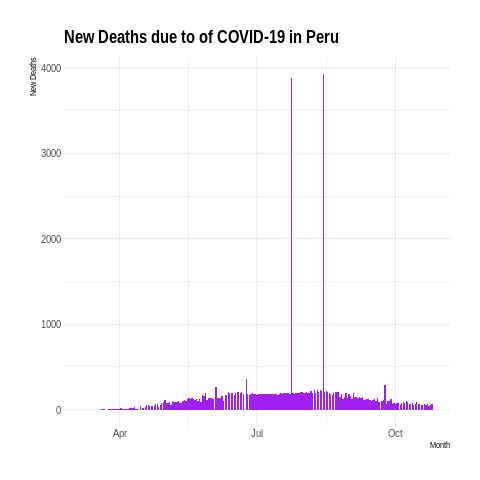 New Deaths due to of COVID-19 in Peru
New Deaths
4000
3000
2000
1000
0
Apr Jul Oct
Month